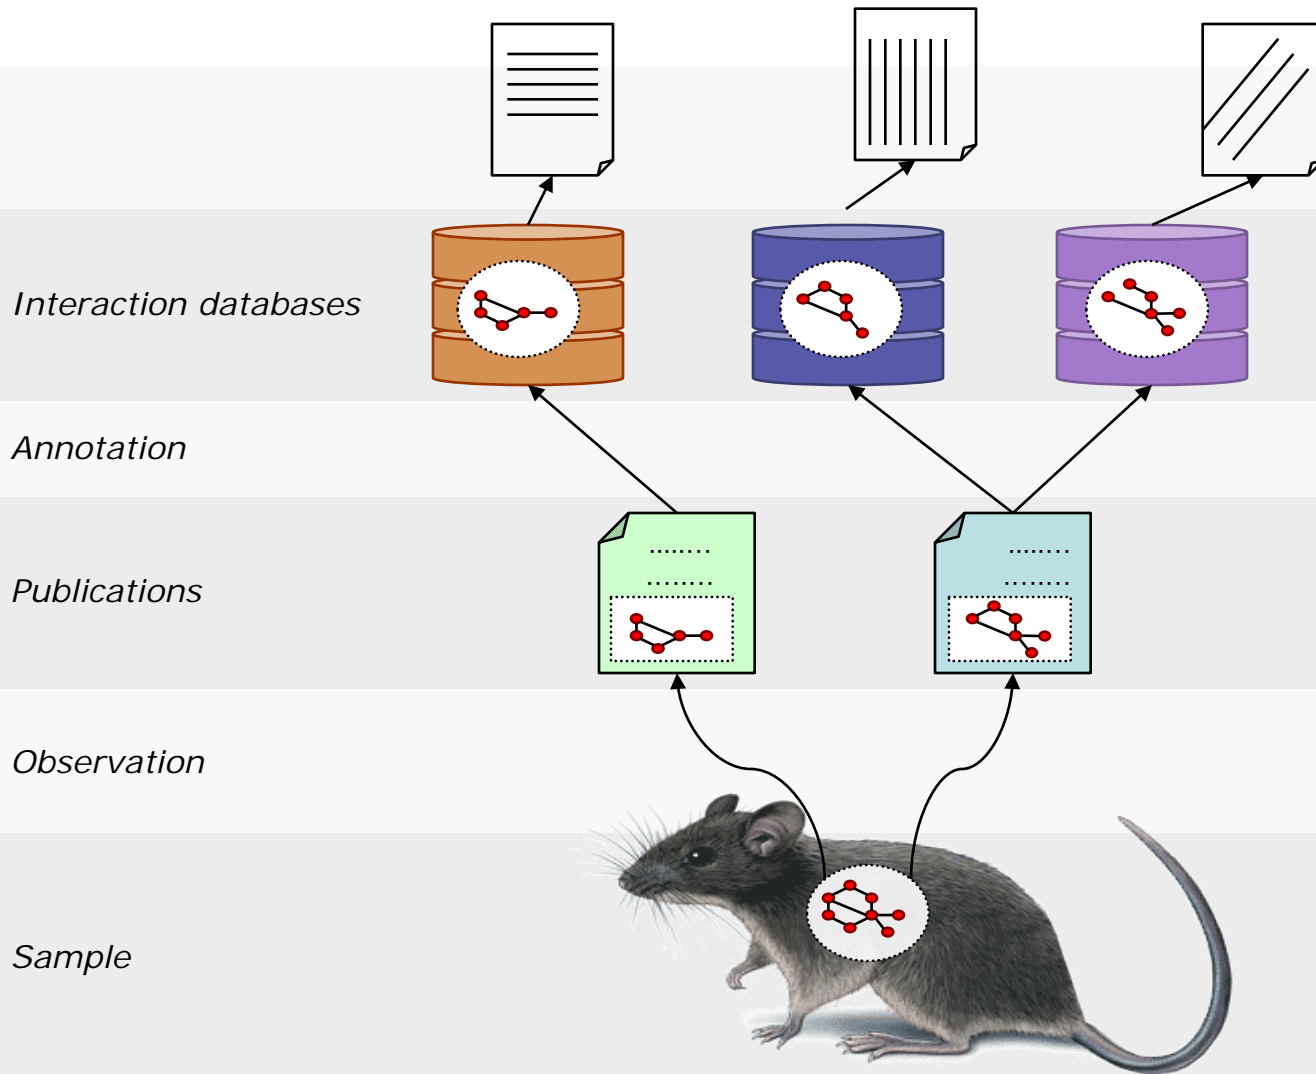 Interaction databases
Annotation
Publications
Observation
Sample